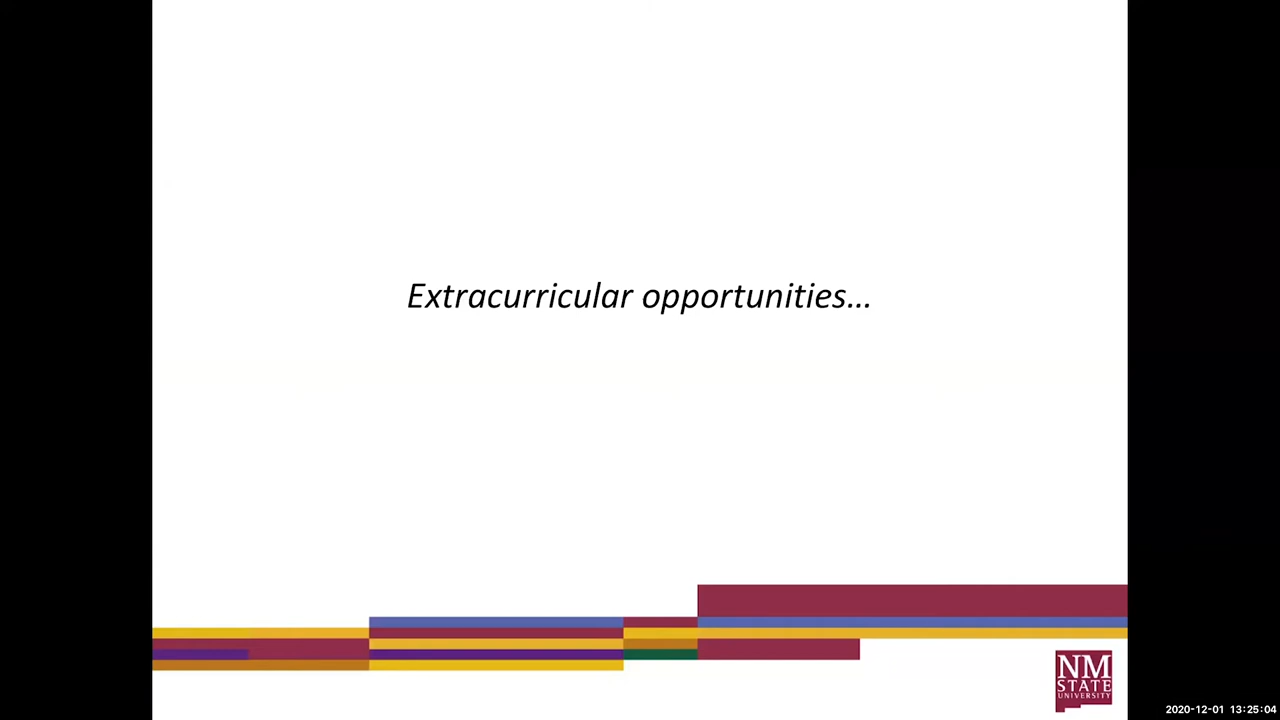 Extracurricular opportunities...
NM
STATE
UNIVERSITY
2020-12-01 13:25:04